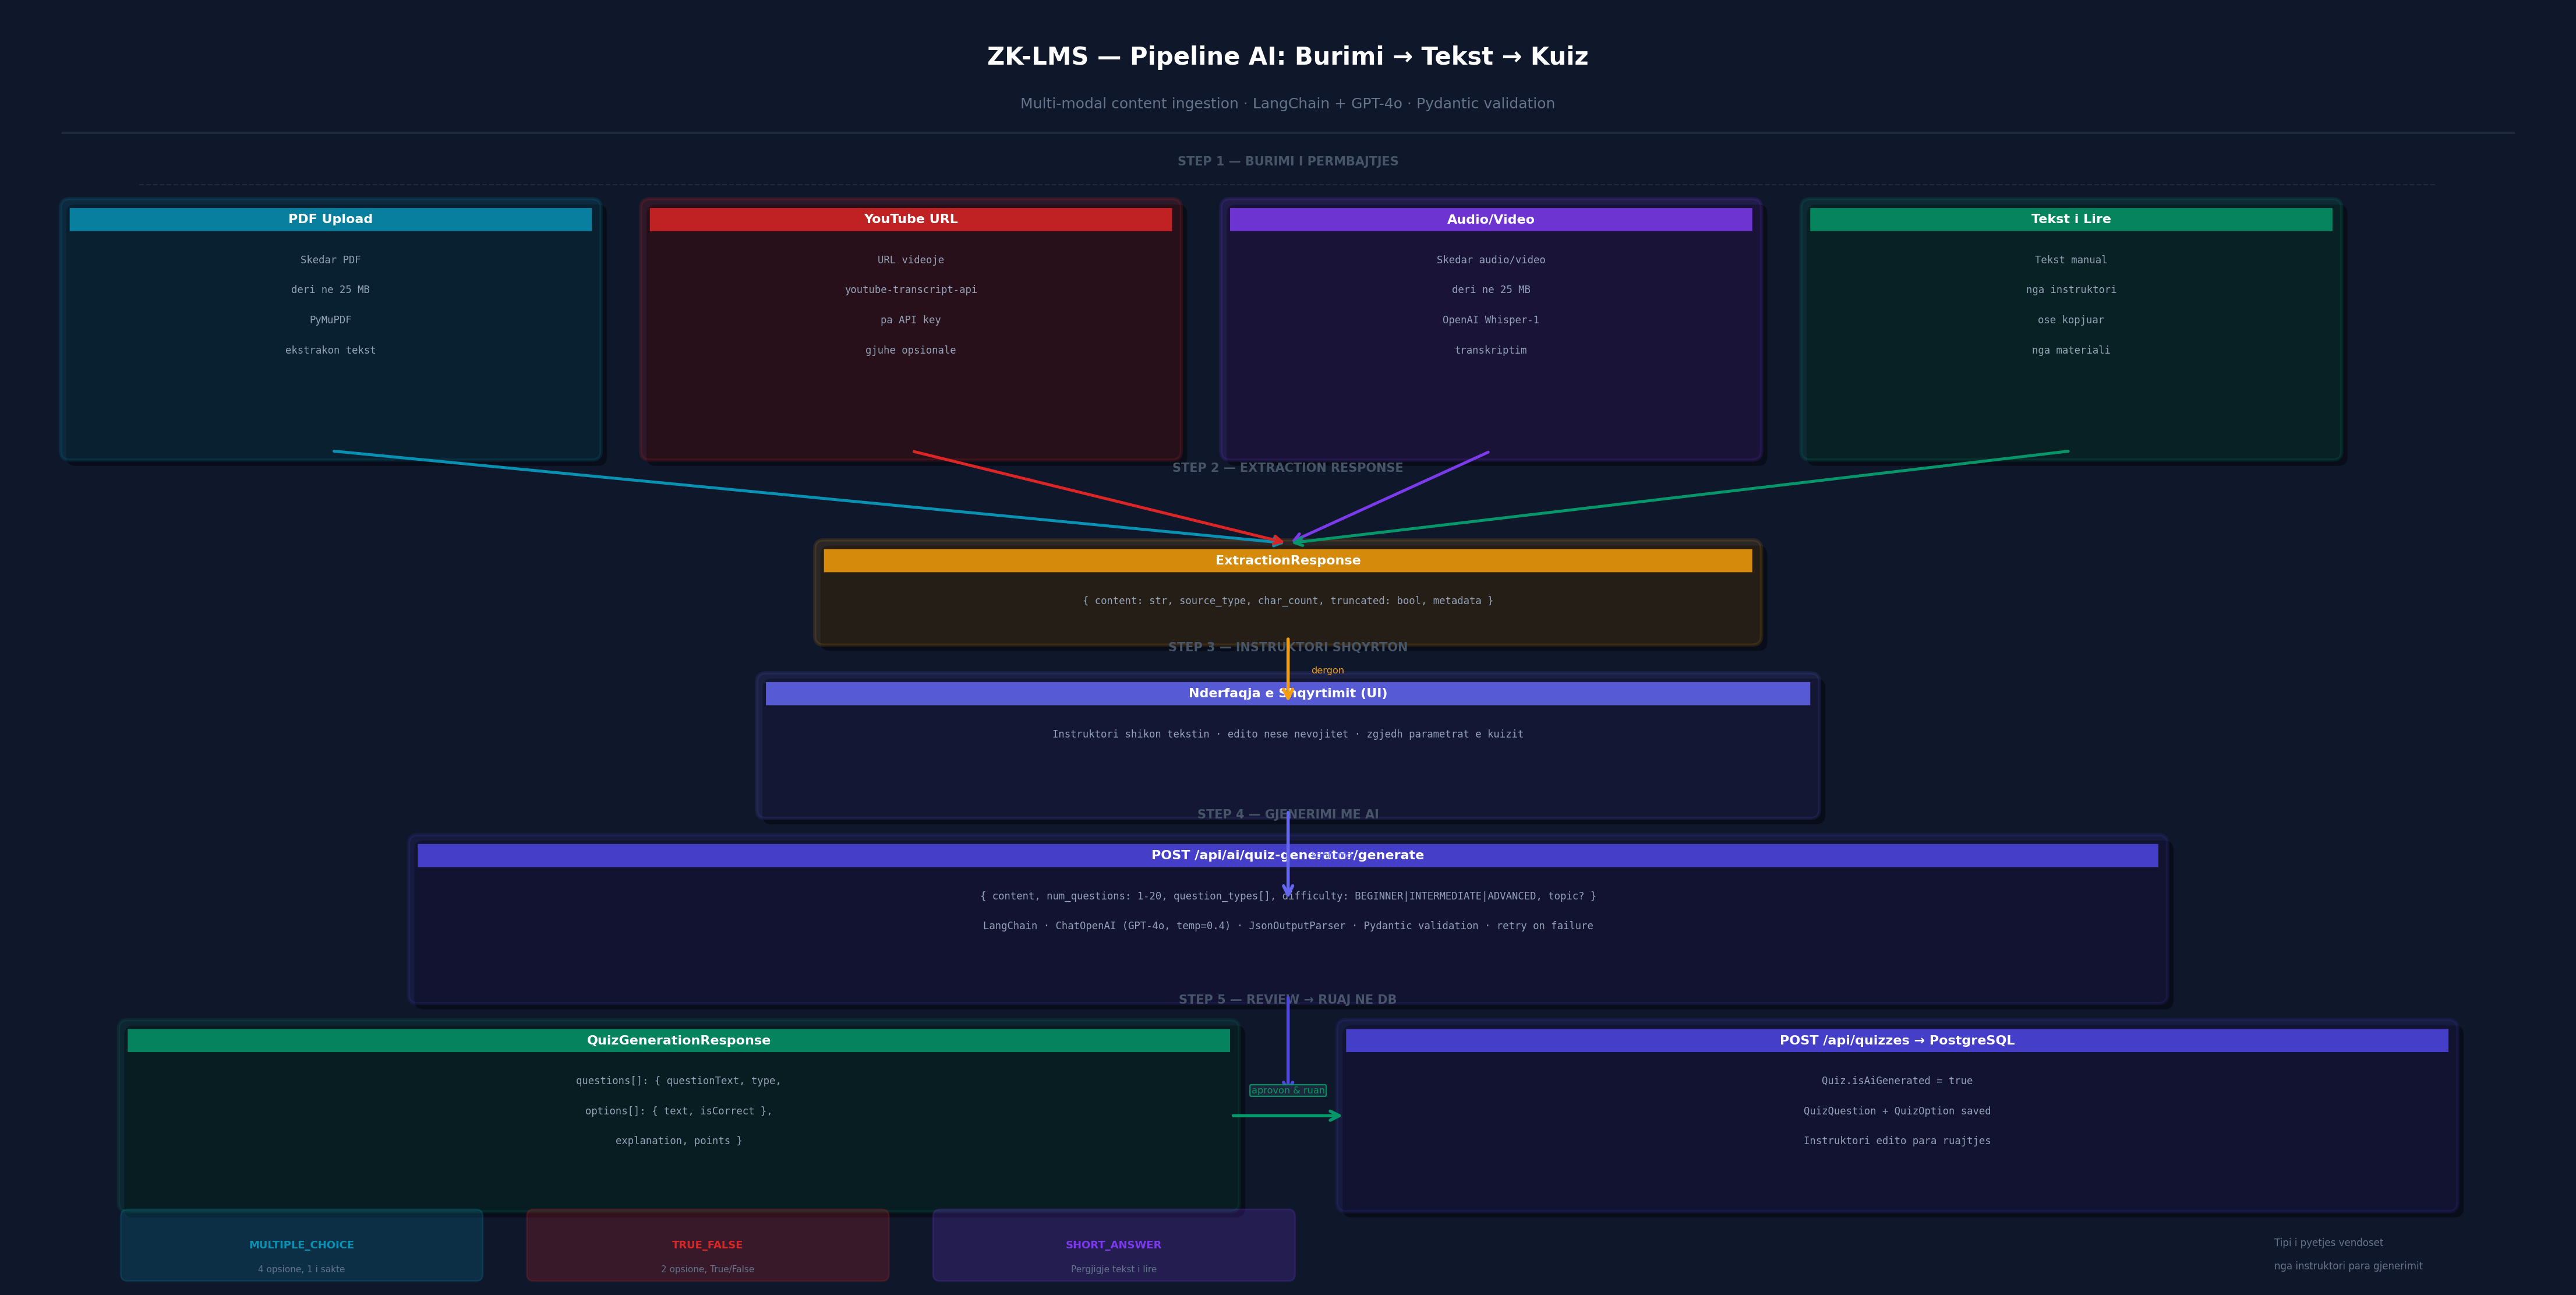 ZK-LMS — Pipeline AI: Burimi → Tekst → Kuiz
Multi-modal content ingestion · LangChain + GPT-4o · Pydantic validation
STEP 1 — BURIMI I PERMBAJTJES
PDF Upload
Skedar PDF
deri ne 25 MB
PyMuPDF
ekstrakon tekst
YouTube URL
URL videoje
youtube-transcript-api
pa API key
gjuhe opsionale
Audio/Video
Skedar audio/video
deri ne 25 MB
OpenAI Whisper-1
transkriptim
Tekst i Lire
Tekst manual
nga instruktori
ose kopjuar
nga materiali
STEP 2 — EXTRACTION RESPONSE
ExtractionResponse
{ content: str, source_type, char_count, truncated: bool, metadata }
STEP 3 — INSTRUKTORI SHQYRTON
dergon
Nderfaqja e Shqyrtimit (UI)
Instruktori shikon tekstin · edito nese nevojitet · zgjedh parametrat e kuizit
STEP 4 — GJENERIMI ME AI
POST /api/ai/quiz-generator/generate
{ content, num_questions: 1-20, question_types[], difficulty: BEGINNER|INTERMEDIATE|ADVANCED, topic? }
LangChain · ChatOpenAI (GPT-4o, temp=0.4) · JsonOutputParser · Pydantic validation · retry on failure
STEP 5 — REVIEW → RUAJ NE DB
QuizGenerationResponse
questions[]: { questionText, type,
options[]: { text, isCorrect },
explanation, points }
aprovon & ruan
POST /api/quizzes → PostgreSQL
Quiz.isAiGenerated = true
QuizQuestion + QuizOption saved
Instruktori edito para ruajtjes
MULTIPLE_CHOICE
4 opsione, 1 i sakte
TRUE_FALSE
2 opsione, True/False
SHORT_ANSWER
Pergjigje tekst i lire
Tipi i pyetjes vendoset
nga instruktori para gjenerimit